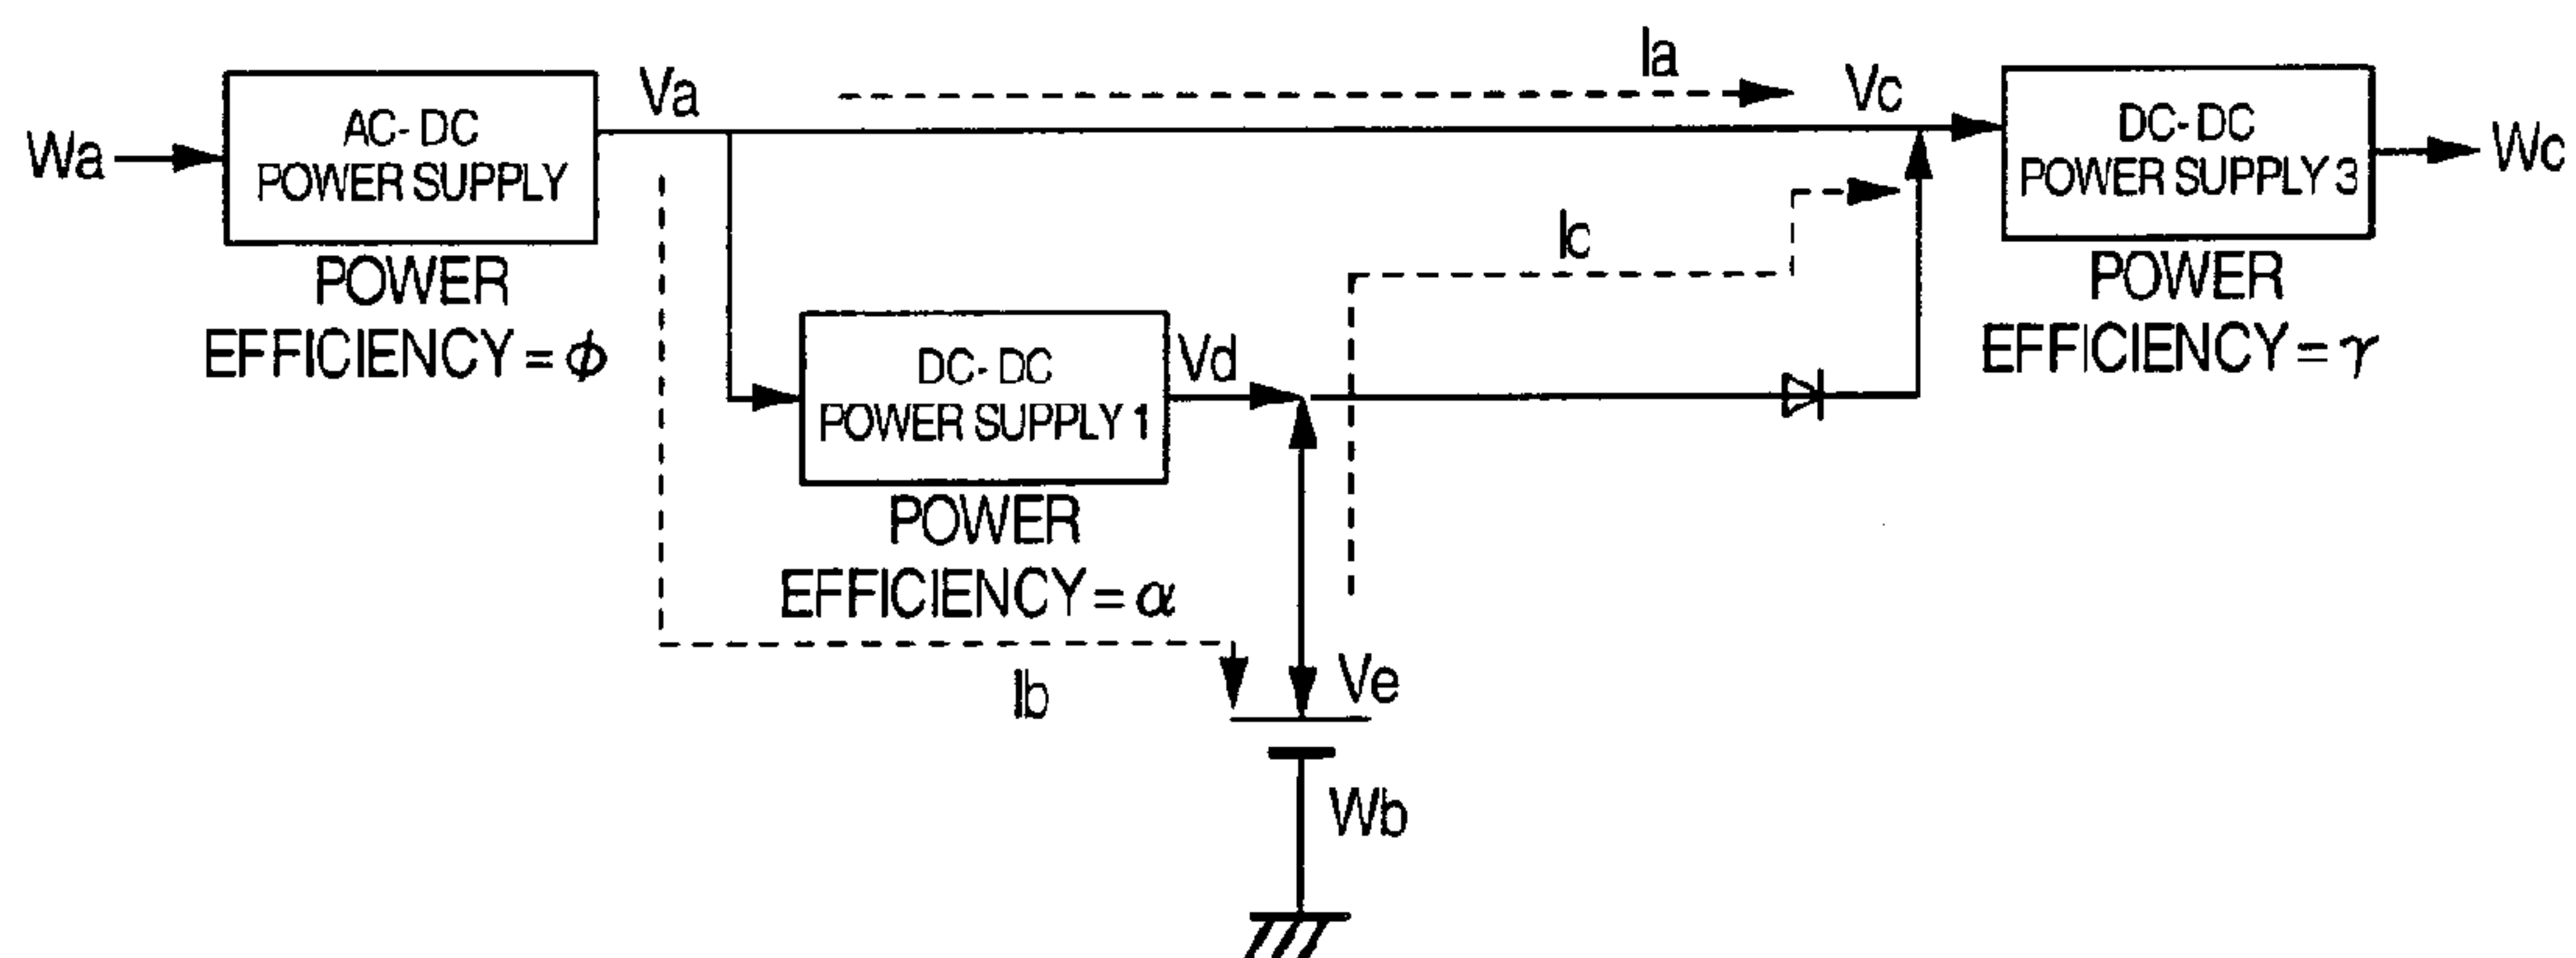 Ia
Va
Vc
Wa
AC-DC
POWER SUPPLY
DC-DC
POWER SUPPLY 3
Wc
POWER
EFFICIENCY = φ
Ic
POWER
EFFICIENCY = γ
DC-DC
POWER SUPPLY 1
Vd
POWER
EFFICIENCY = α
Ib
Ve
Wb